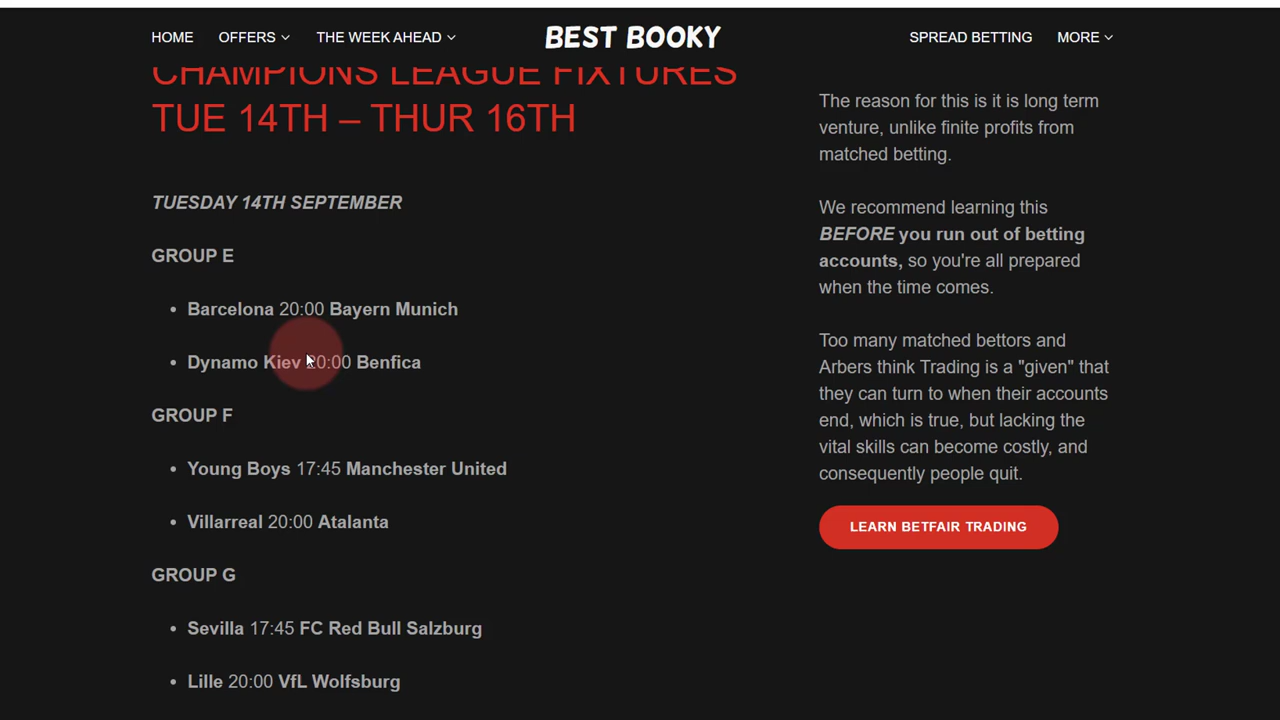 HOME OFFERS THE WEEK AHEAD BEST BOOKY SPREAD BETTING MORE
CHAMPIONS LEAGUE FIXTURES
TUE 14TH – THUR 16TH
TUESDAY 14TH SEPTEMBER
GROUP E
• Barcelona 20:00 Bayern Munich
• Dynamo Kiev 20:00 Benfica
GROUP F
• Young Boys 17:45 Manchester United
• Villarreal 20:00 Atalanta
GROUP G
• Sevilla 17:45 FC Red Bull Salzburg
• Lille 20:00 VfL Wolfsburg
The reason for this is it is long term
venture, unlike finite profits from
matched betting.
We recommend learning this
BEFORE you run out of betting
accounts, so you're all prepared
when the time comes.
Too many matched bettors and
Arbers think Trading is a "given" that
they can turn to when their accounts
end, which is true, but lacking the
vital skills can become costly, and
consequently people quit.
LEARN BETFAIR TRADING